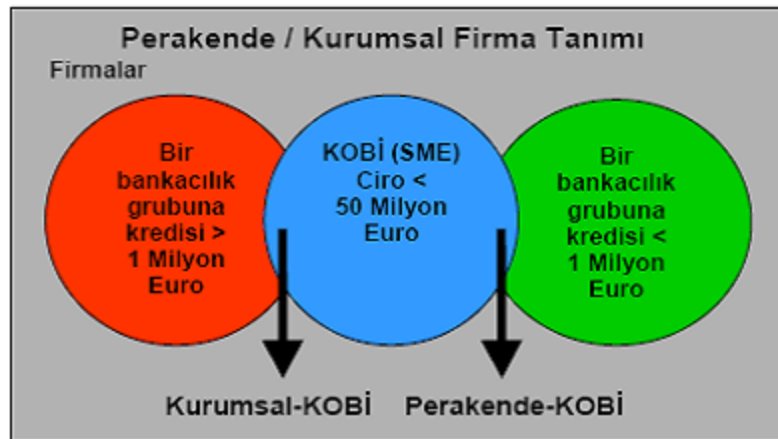 Perakende / Kurumsal Firma Tanımı
Firmalar
Bir
bankacılık
grubuna
kredisi >
1 Milyon
Euro
KOBİ (SME)
Ciro <
50 Milyon
Euro
Bir
bankacılık
grubuna
kredisi <
1 Milyon
Euro
Kurumsal-KOBİ
Perakende-KOBİ